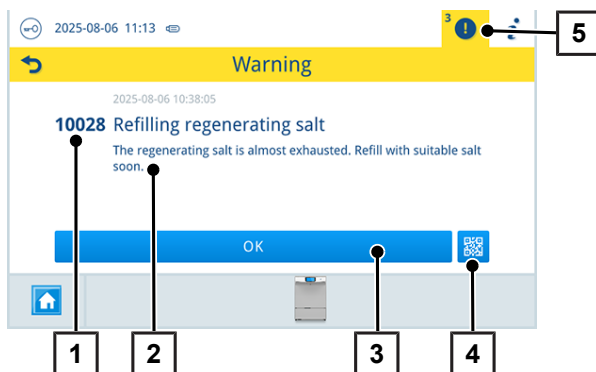 2025-08-06 11:13
3
5
Warning
2025-08-06 10:38:05
10028 Refilling regenerating salt
The regenerating salt is almost exhausted. Refill with suitable salt
soon.
OK
1
2
3
4